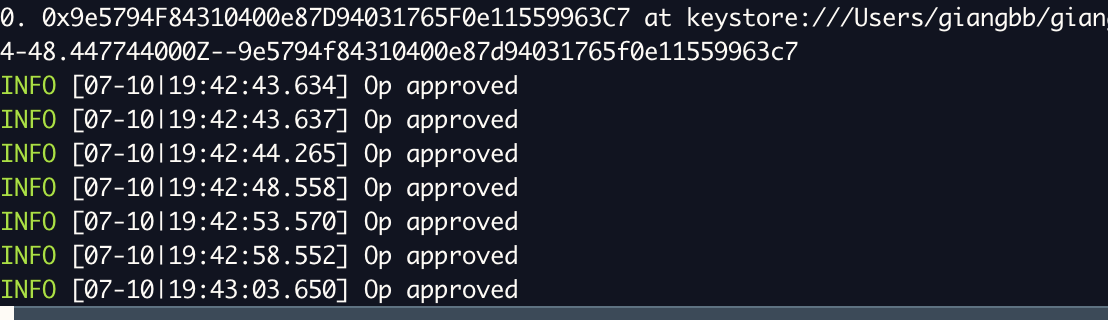 0. 0x9e5794F84310400e87D94031765F0e11559963C7 at keystore:///Users/giangbb/giang
4-48.447744000Z--9e5794f84310400e87d94031765f0e11559963c7
INFO [07-10|19:42:43.634] Op approved
INFO [07-10|19:42:43.637] Op approved
INFO [07-10|19:42:44.265] Op approved
INFO [07-10|19:42:48.558] Op approved
INFO [07-10|19:42:53.570] Op approved
INFO [07-10|19:42:58.552] Op approved
INFO [07-10|19:43:03.650] Op approved